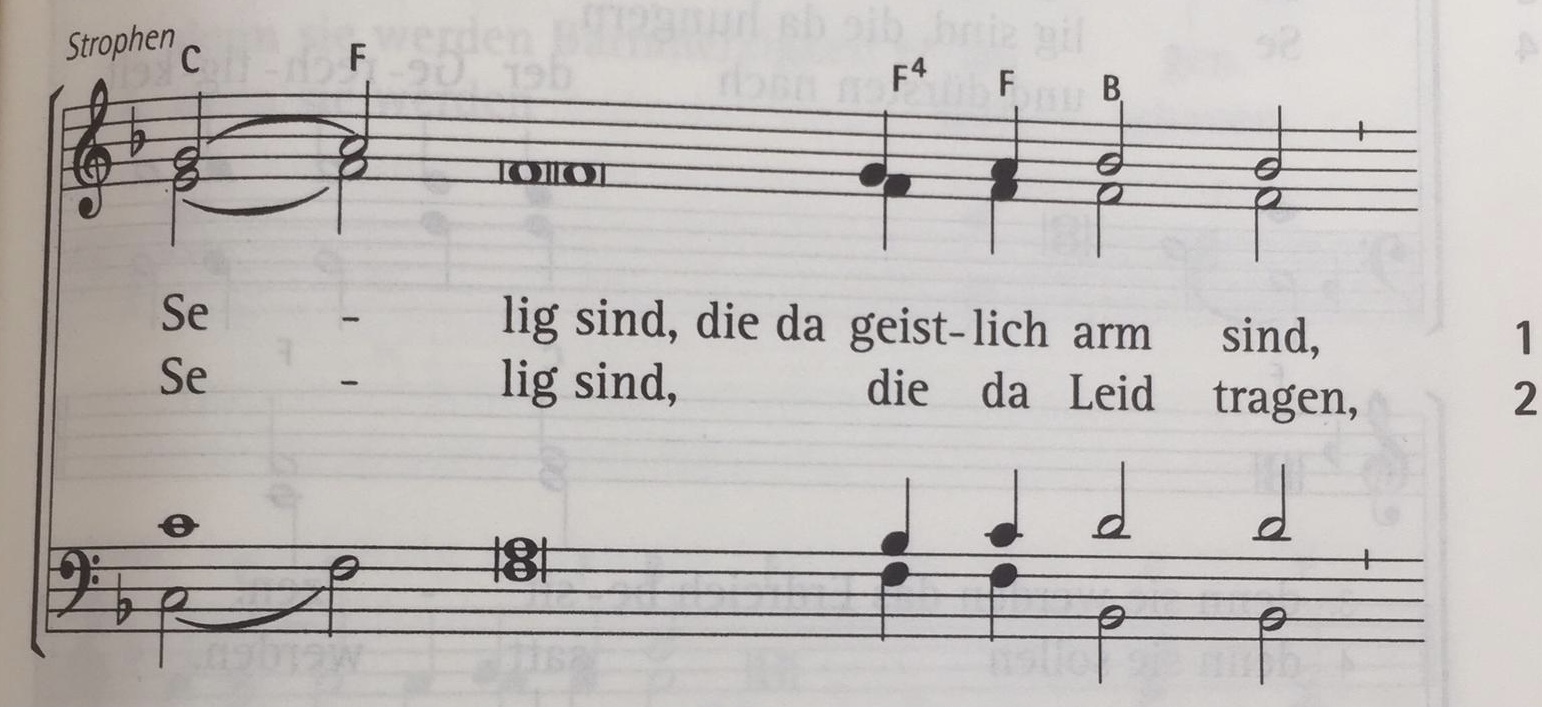 Strophen C F F4 F B
Se - lig sind, die da geist-lich arm sind, 1
Se - lig sind, die da Leid tragen, 2